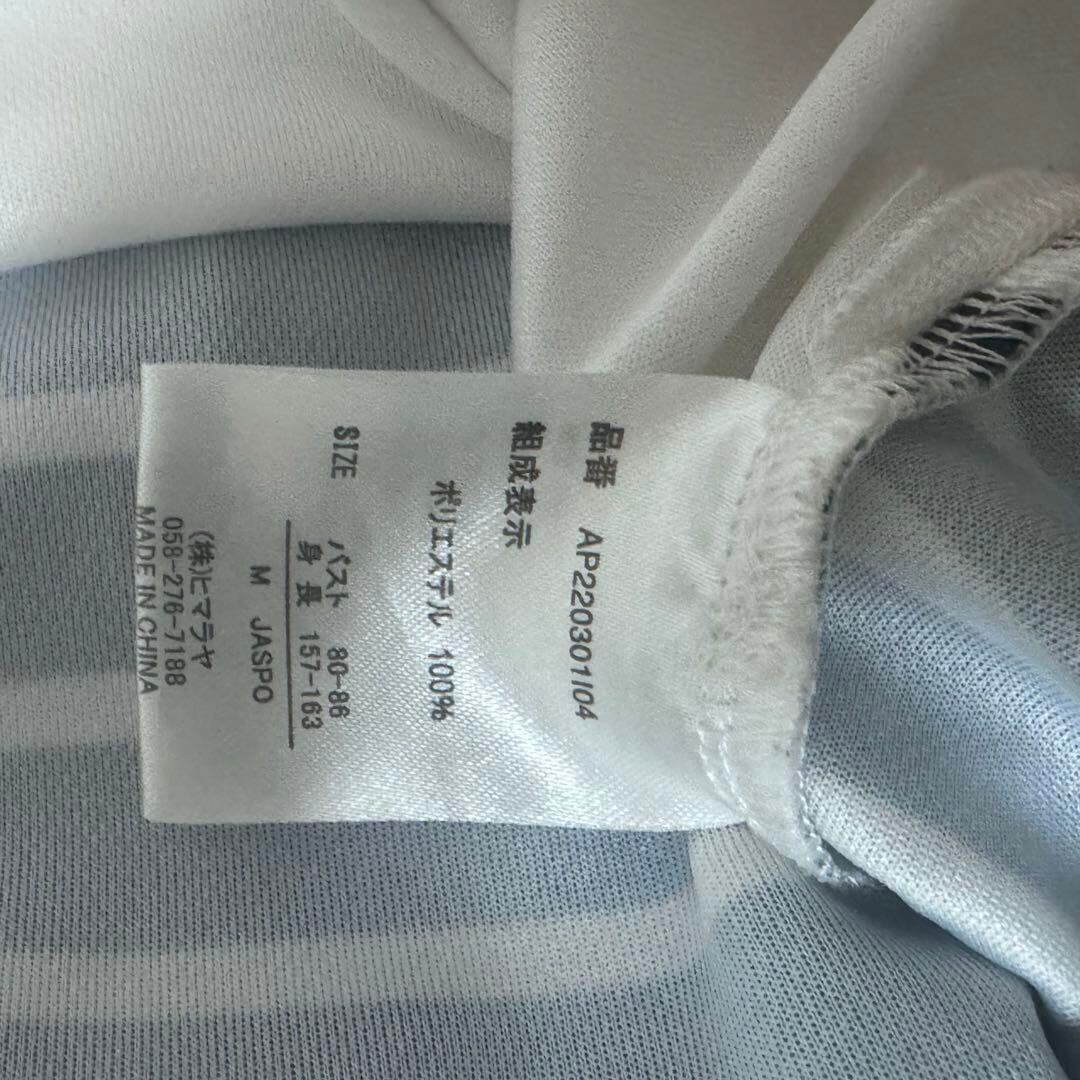 品番 AP220301I04
組成表示
ポリエステル 100%
SIZE バスト 80-86
身長 157-163
M JASPO
(株)ヒマラヤ
058-276-7188
MADE IN CHINA